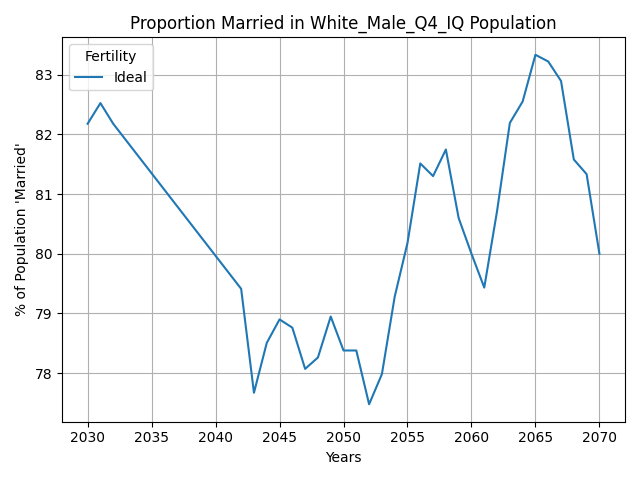 Proportion Married in White_Male_Q4_IQ Population
Fertility
Ideal
% of Population 'Married'
83
82
81
80
79
78
2030 2035 2040 2045 2050 2055 2060 2065 2070
Years